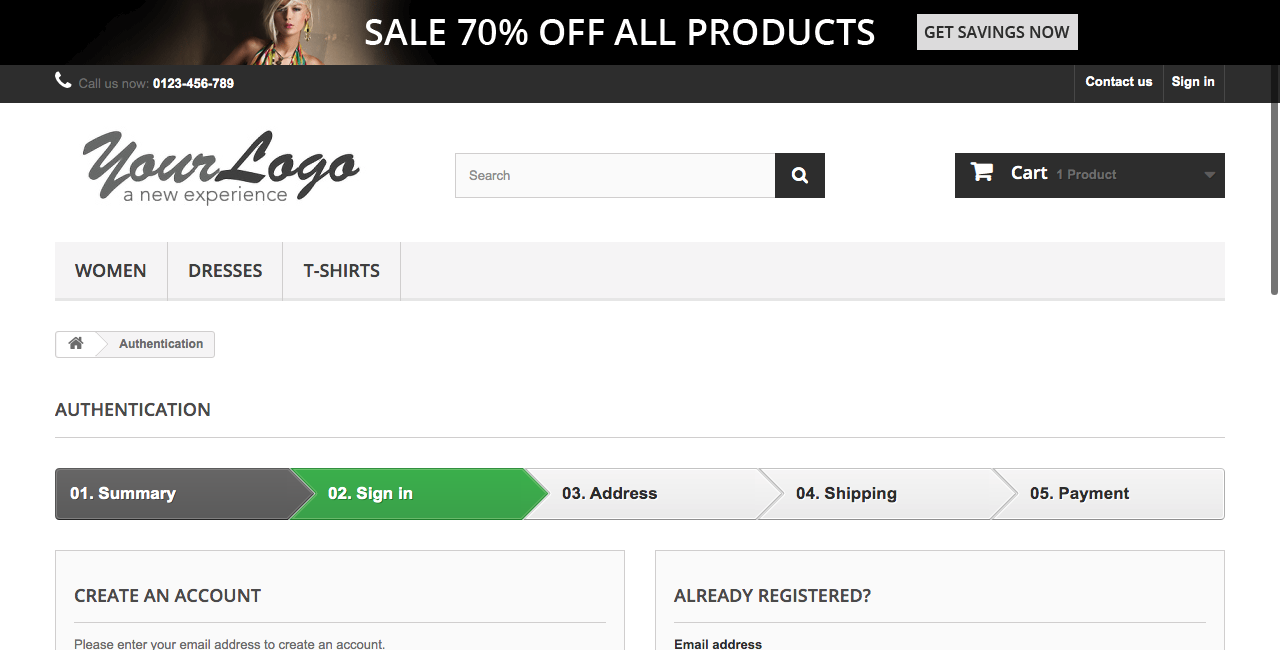 SALE 70% OFF ALL PRODUCTS
GET SAVINGS NOW
Call us now: 0123-456-789
Contact us
Sign in
YourLogo
a new experience
Search
Cart 1 Product
WOMEN
DRESSES
T-SHIRTS
Authentication
AUTHENTICATION
01. Summary
02. Sign in
03. Address
04. Shipping
05. Payment
CREATE AN ACCOUNT
Please enter your email address to create an account.
ALREADY REGISTERED?
Email address